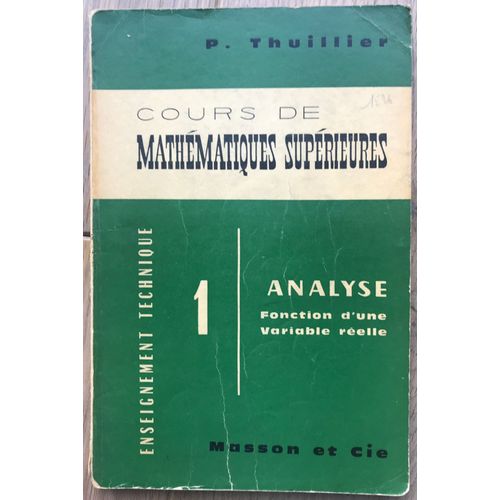 P. Thuillier
COURS DE
MATHÉMATIQUES SUPÉRIEURES
ENSEIGNEMENT TECHNIQUE
1
ANALYSE
Fonction d'une
Variable réelle
Masson et Cie